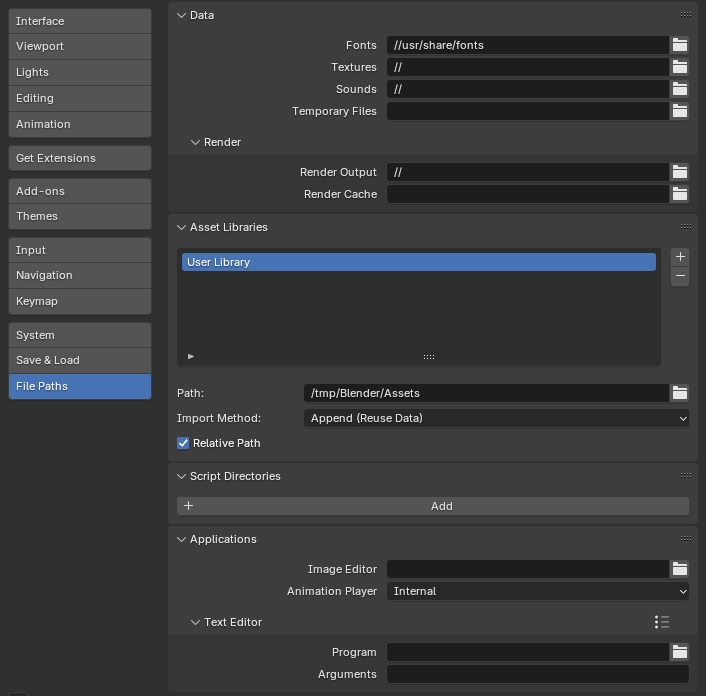 Interface
Viewport
Lights
Editing
Animation
Get Extensions
Add-ons
Themes
Input
Navigation
Keymap
System
Save & Load
File Paths
Data
Fonts //usr/share/fonts
Textures //
Sounds //
Temporary Files
Render
Render Output //
Render Cache
Asset Libraries
User Library
Path: /tmp/Blender/Assets
Import Method: Append (Reuse Data)
Relative Path
Script Directories
Add
Applications
Image Editor
Animation Player Internal
Text Editor
Program
Arguments